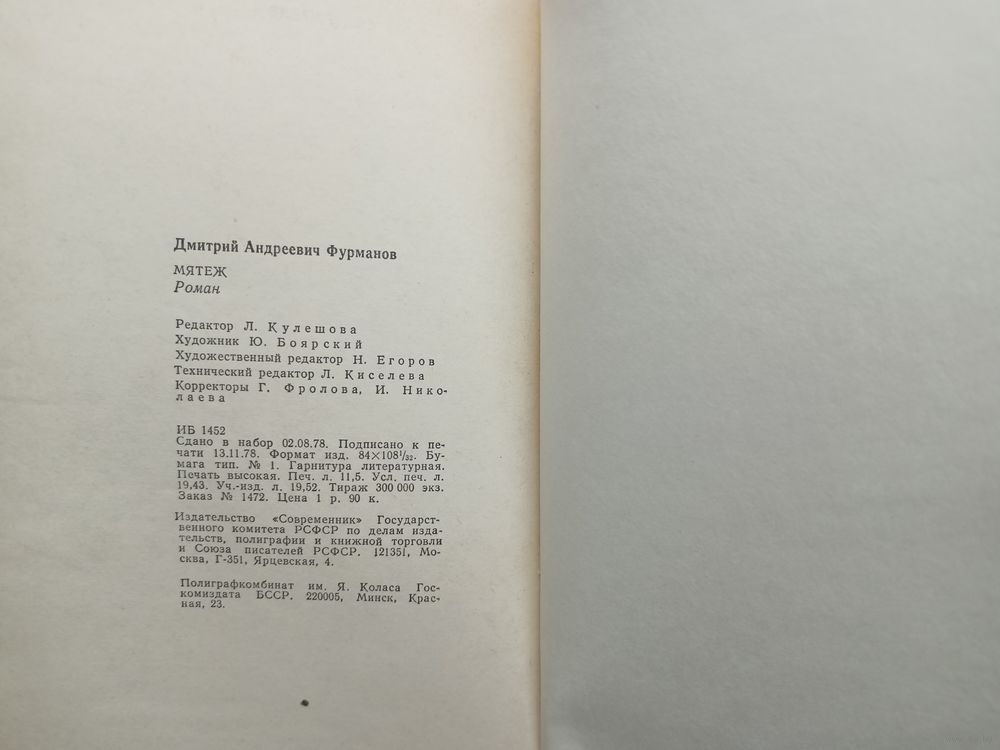 Дмитрий Андреевич Фурманов
МЯТЕЖ
Роман
Редактор Л. Кулешова
Художник Ю. Боярский
Художественный редактор Н. Егоров
Технический редактор Л. Киселева
Корректоры Г. Фролова, И. Нико-
лаева
ИБ 1452
Сдано в набор 02.08.78. Подписано к пе-
чати 13.11.78. Формат изд. 84×108¹/₃₂. Бу-
мага тип. № 1. Гарнитура литературная.
Печать высокая. Печ. л. 11,5. Усл. печ. л.
19,43. Уч.-изд. л. 19,52. Тираж 300 000 экз.
Заказ № 1472. Цена 1 р. 90 к.
Издательство «Современник» Государст-
венного комитета РСФСР по делам изда-
тельств, полиграфии и книжной торговли
и Союза писателей РСФСР. 121351, Мо-
сква, Г-351, Ярцевская, 4.
Полиграфкомбинат им. Я. Коласа Гос-
комиздата БССР. 220005, Минск, Крас-
ная, 23.